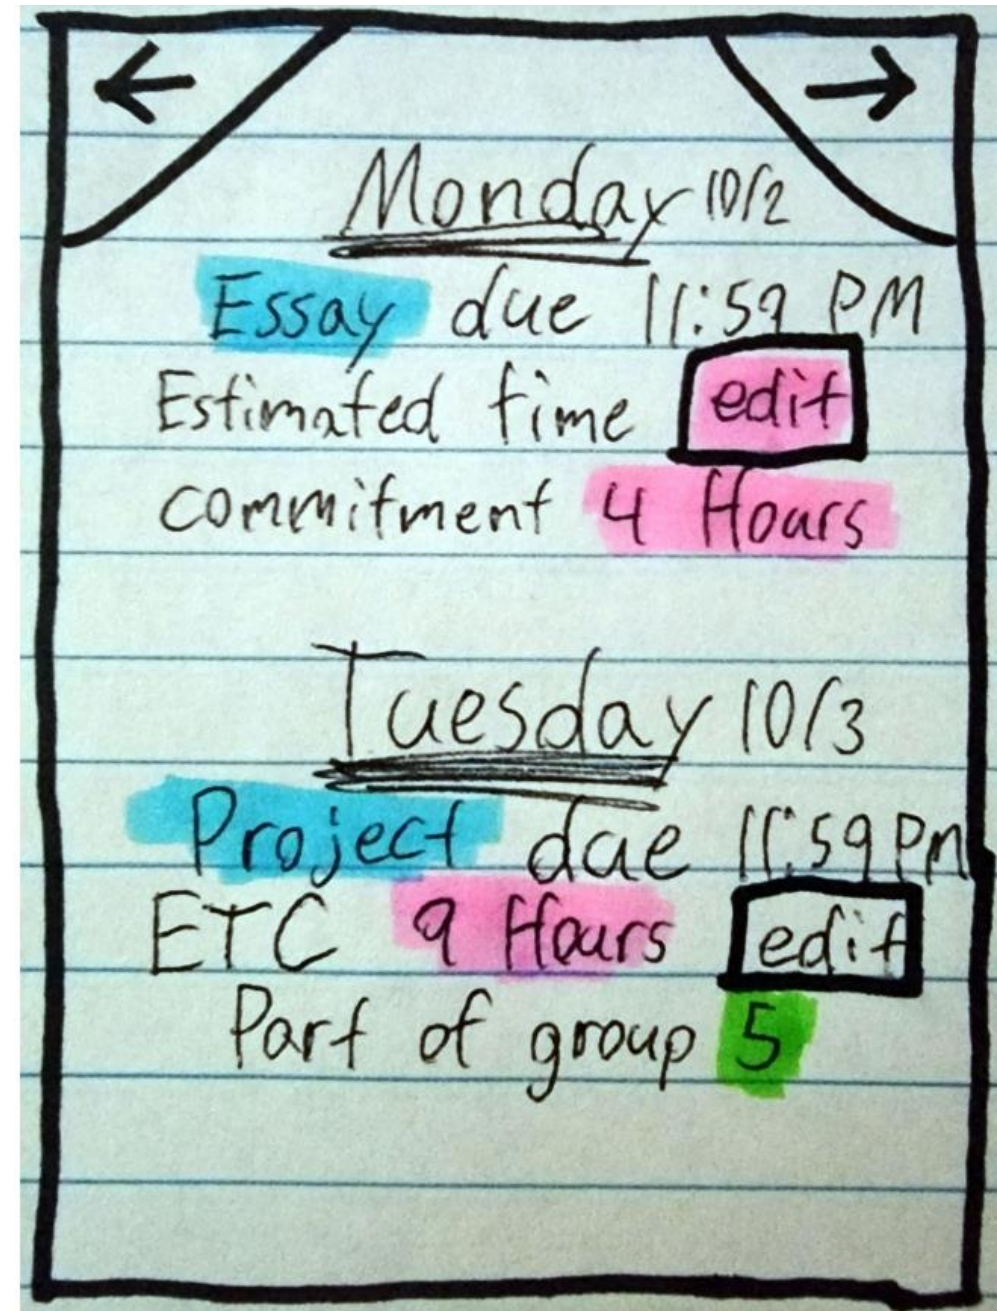 ← →
Monday 10/2
Essay due 11:59 PM
Estimated time edit
commitment 4 Hours
Tuesday 10/3
Project due 11:59 PM
ETC 9 Hours edit
Part of group 5